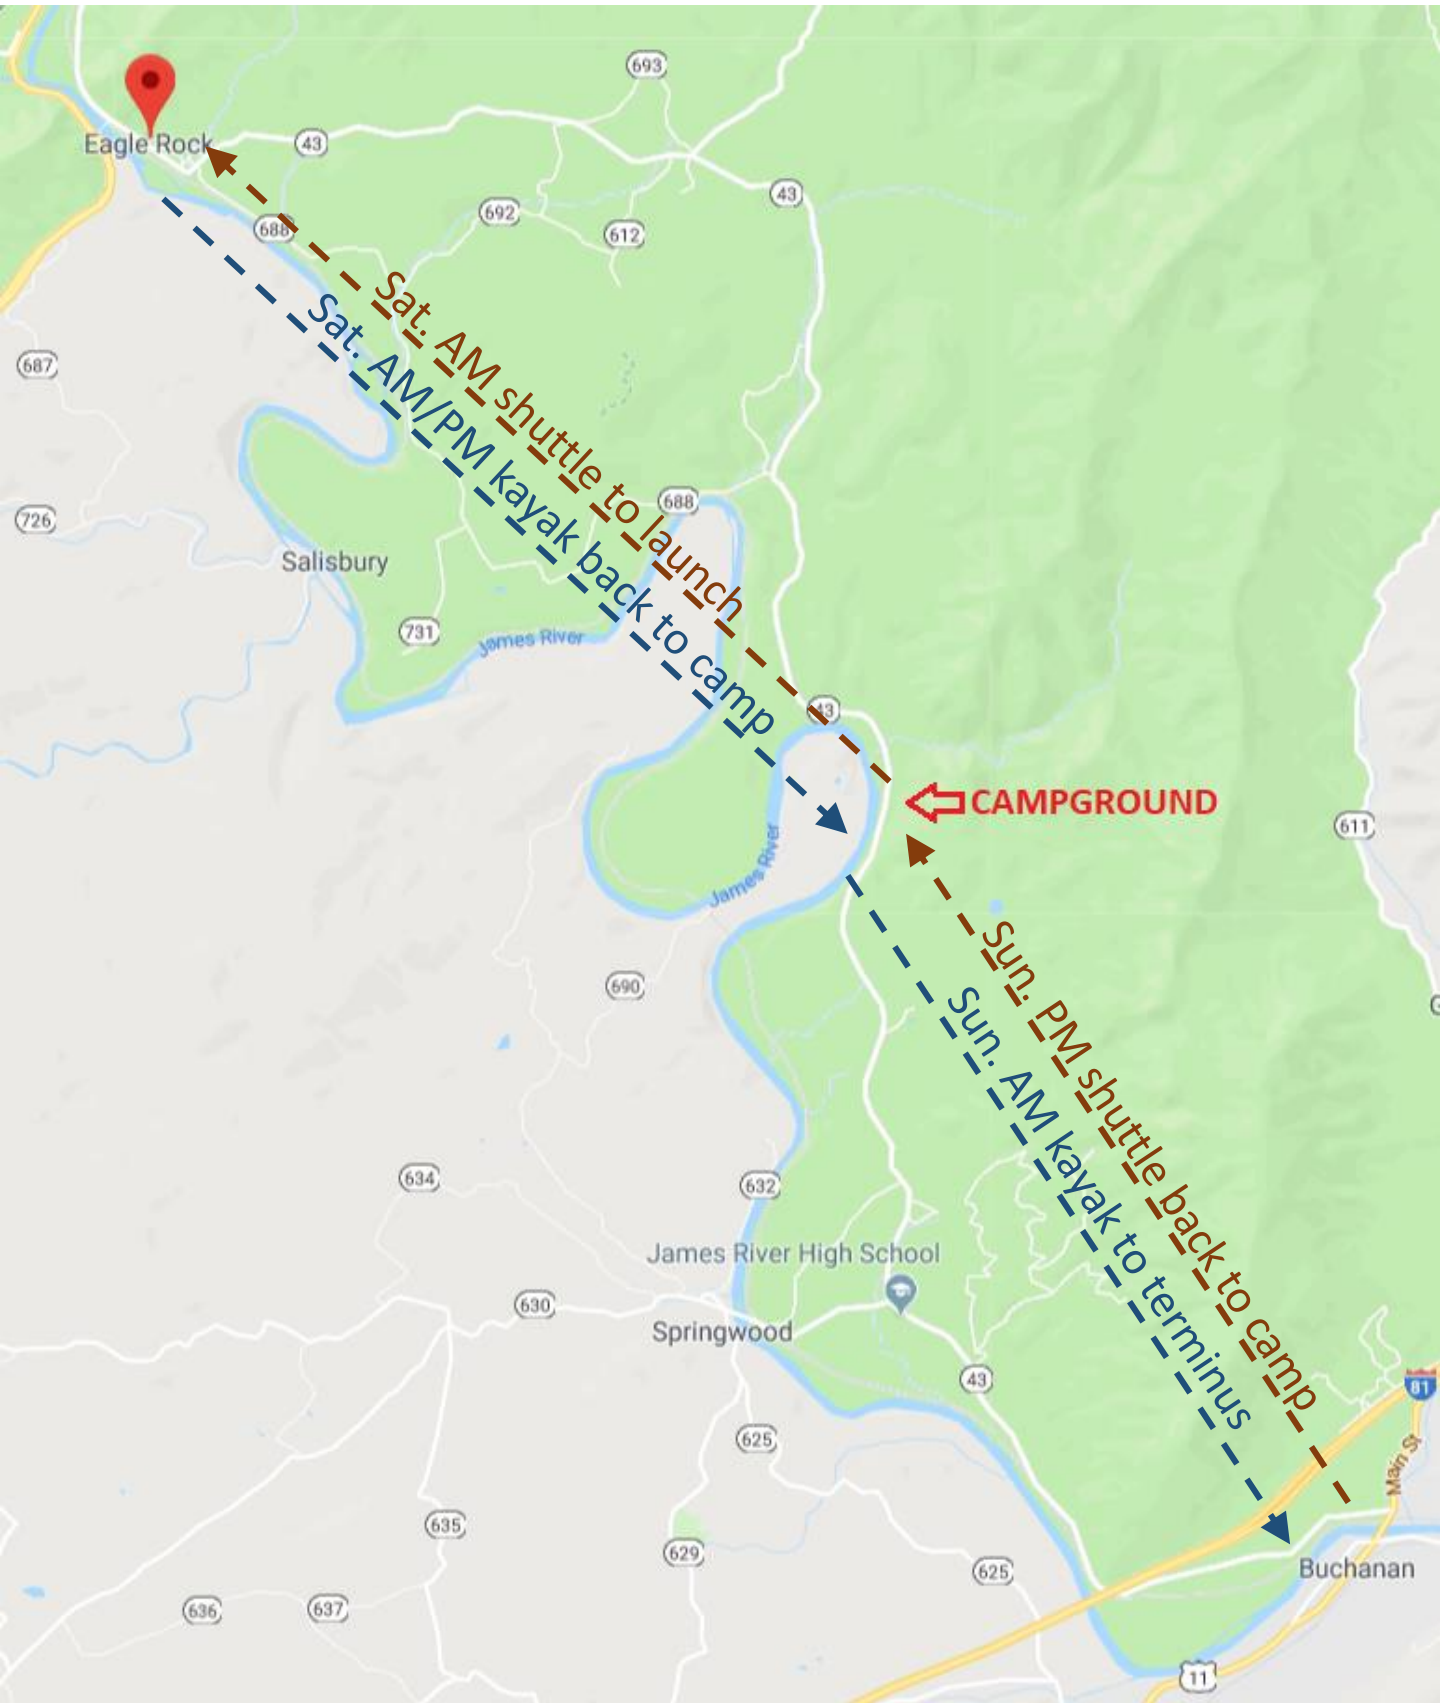 693
Eagle Rock
43
43
692
688
612
Sat. AM shuttle to launch
Sat. AM/PM kayak back to camp
687
688
726
Salisbury
731
James River
43
CAMPGROUND
611
James River
Sun. PM shuttle back to camp
Sun. AM kayak to terminus
690
G
634
632
James River High School
630
Springwood
43
81
625
Main St
635
629
625
Buchanan
636
637
11